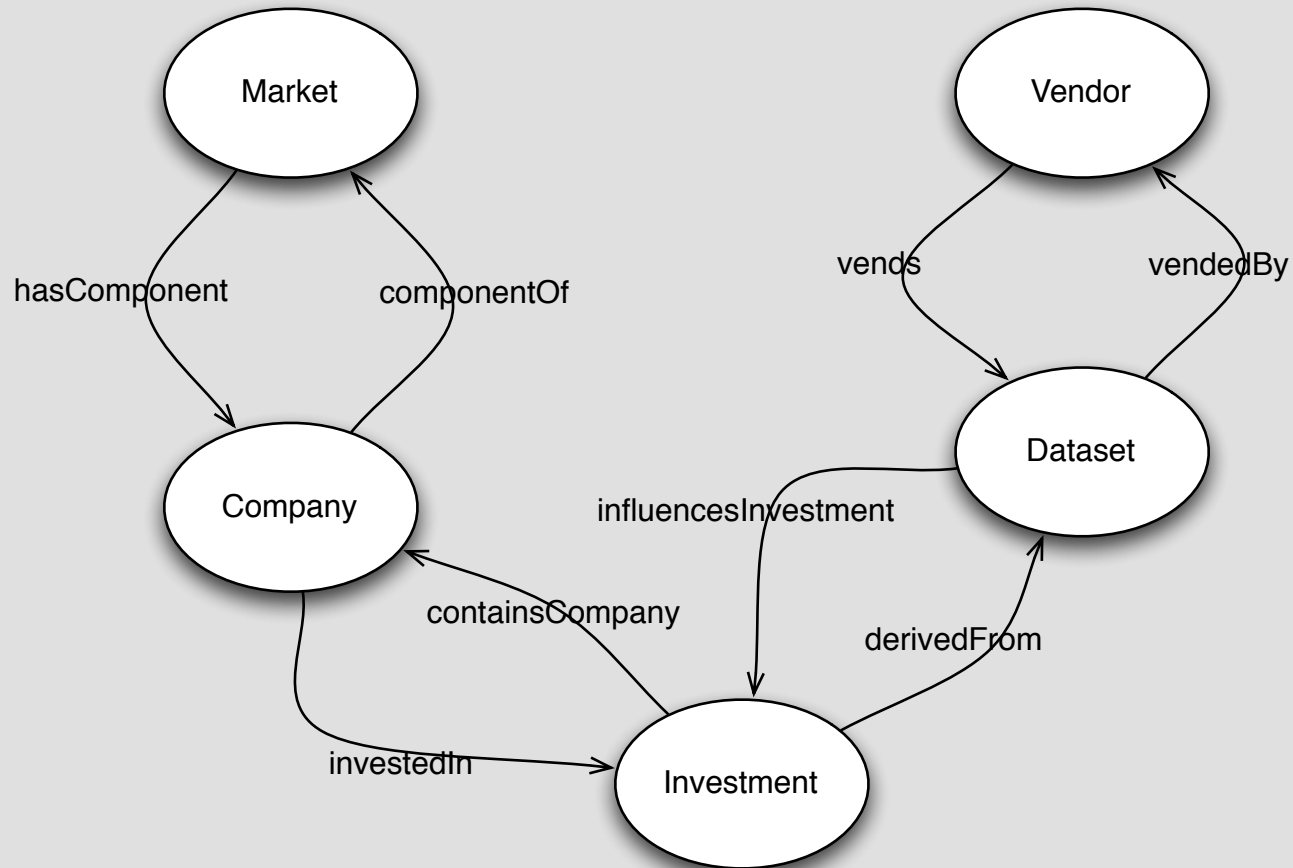 Market
Vendor
hasComponent
componentOf
vends
vendedBy
Company
Dataset
influencesInvestment
containsCompany
derivedFrom
investedIn
Investment